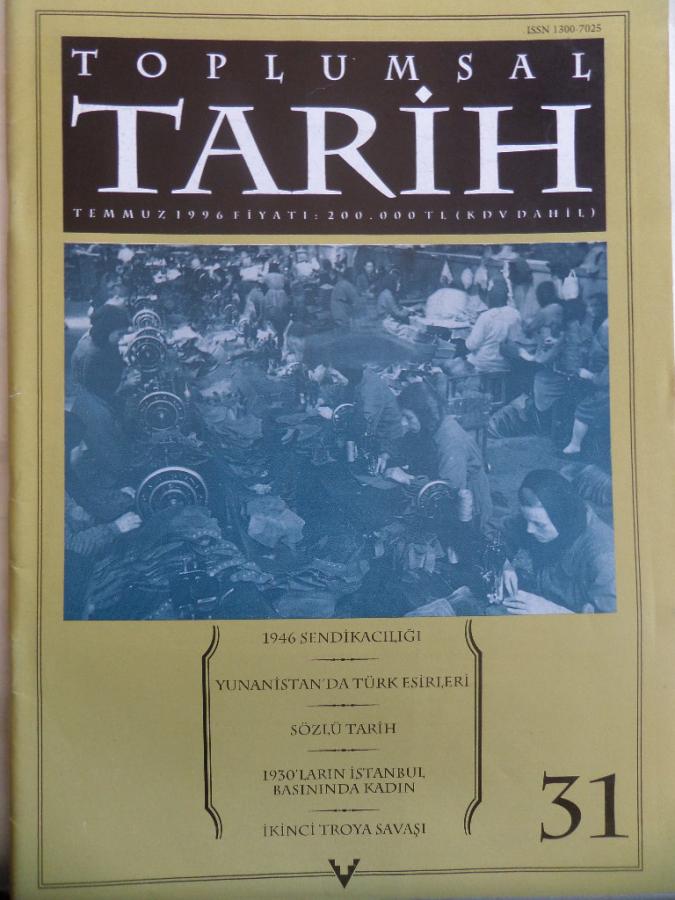 ISSN 1300-7025
TOPLUMSAL
TARİH
TEMMUZ 1996 FİYATI: 200.000 TL (KDV DAHİL)
1946 SENDİKACILIĞI
YUNANİSTAN'DA TÜRK ESİRLERİ
SÖZLÜ TARİH
1930'LARIN İSTANBUL
BASININDA KADIN
İKİNCİ TROYA SAVAŞI
31